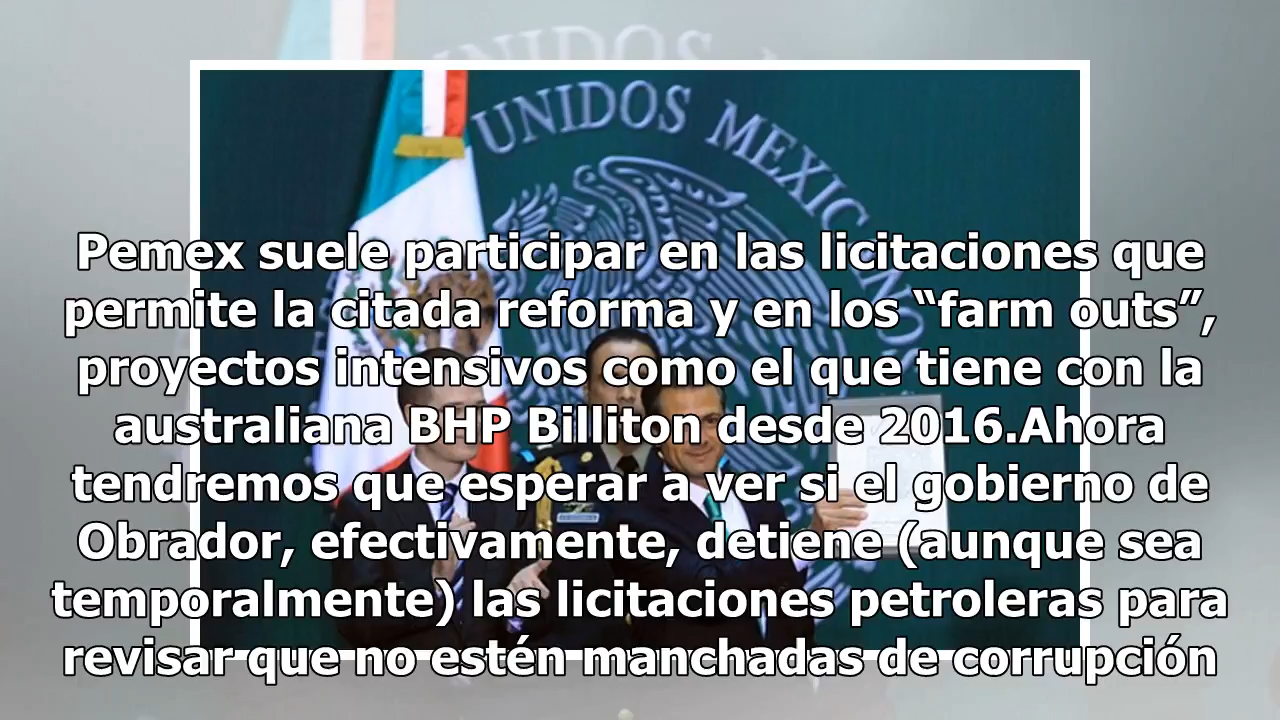 UNIDOS MEXICANOS
Pemex suele participar en las licitaciones que
permite la citada reforma y en los “farm outs”,
proyectos intensivos como el que tiene con la
australiana BHP Billiton desde 2016.Ahora
tendremos que esperar a ver si el gobierno de
Obrador, efectivamente, detiene (aunque sea
temporalmente) las licitaciones petroleras para
revisar que no estén manchadas de corrupción